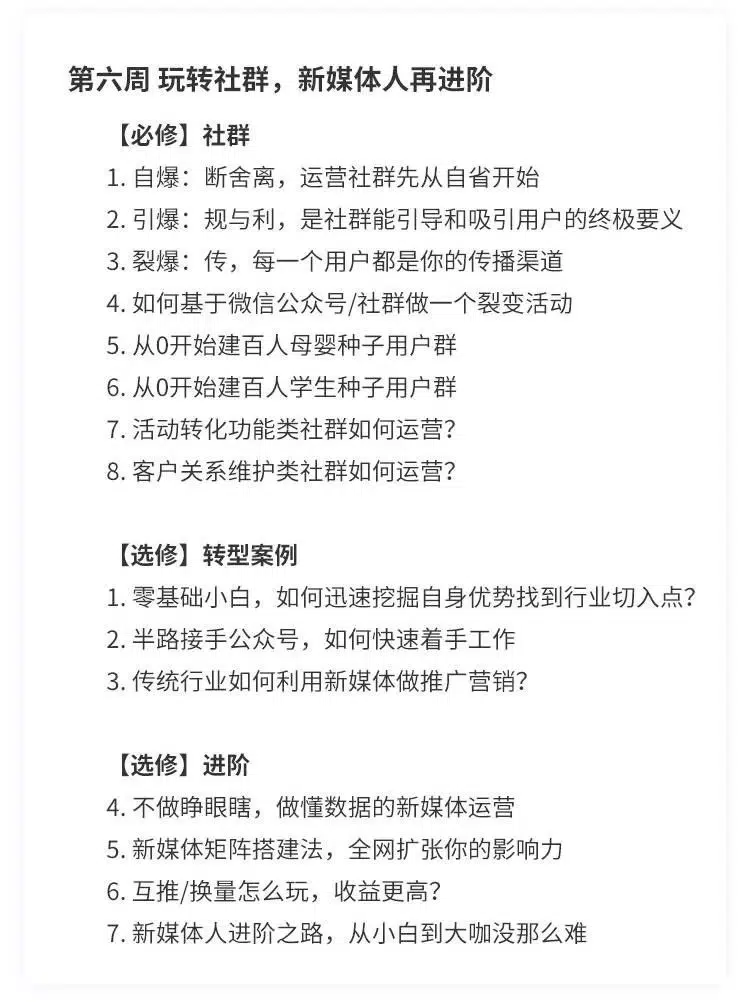 第六周 玩转社群，新媒体人再进阶
【必修】社群
1. 自爆：断舍离，运营社群先从自省开始
2. 引爆：规与利，是社群能引导和吸引用户的终极要义
3. 裂爆：传，每一个用户都是你的传播渠道
4. 如何基于微信公众号/社群做一个裂变活动
5. 从0开始建百人母婴种子用户群
6. 从0开始建百人学生种子用户群
7. 活动转化功能类社群如何运营？
8. 客户关系维护类社群如何运营？
【选修】转型案例
1. 零基础小白，如何迅速挖掘自身优势找到行业切入点？
2. 半路接手公众号，如何快速着手工作
3. 传统行业如何利用新媒体做推广营销？
【选修】进阶
4. 不做睁眼瞎，做懂数据的新媒体运营
5. 新媒体矩阵搭建法，全网扩张你的影响力
6. 互推/换量怎么玩，收益更高？
7. 新媒体人进阶之路，从小白到大咖没那么难